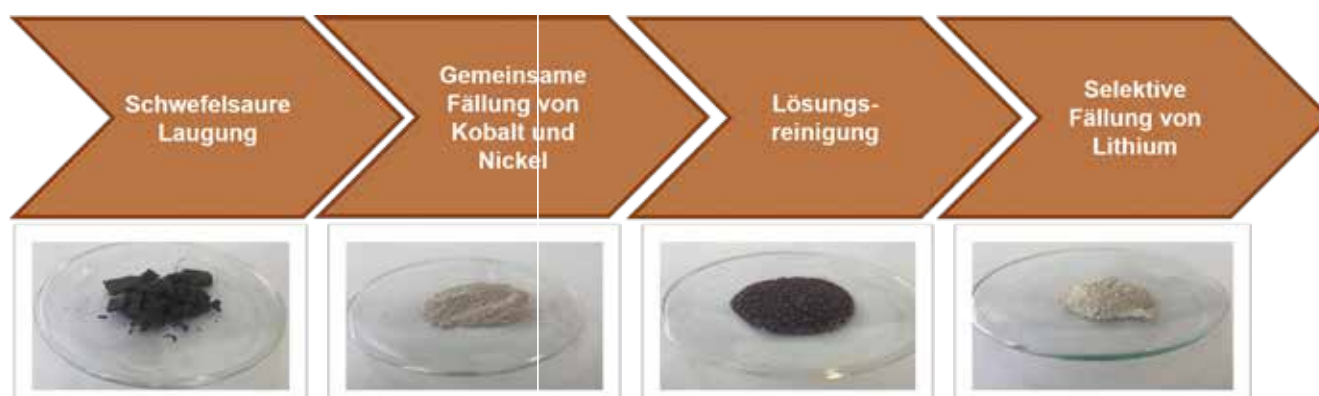 Schwefelsaure
Laugung
Gemeinsame
Fällung von
Kobalt und
Nickel
Lösungs-
reinigung
Selektive
Fällung von
Lithium